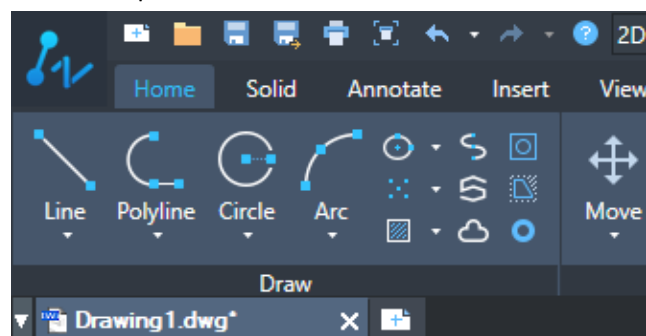 2D
Home Solid Annotate Insert View
Line Polyline Circle Arc Move
Draw
Drawing1.dwg*